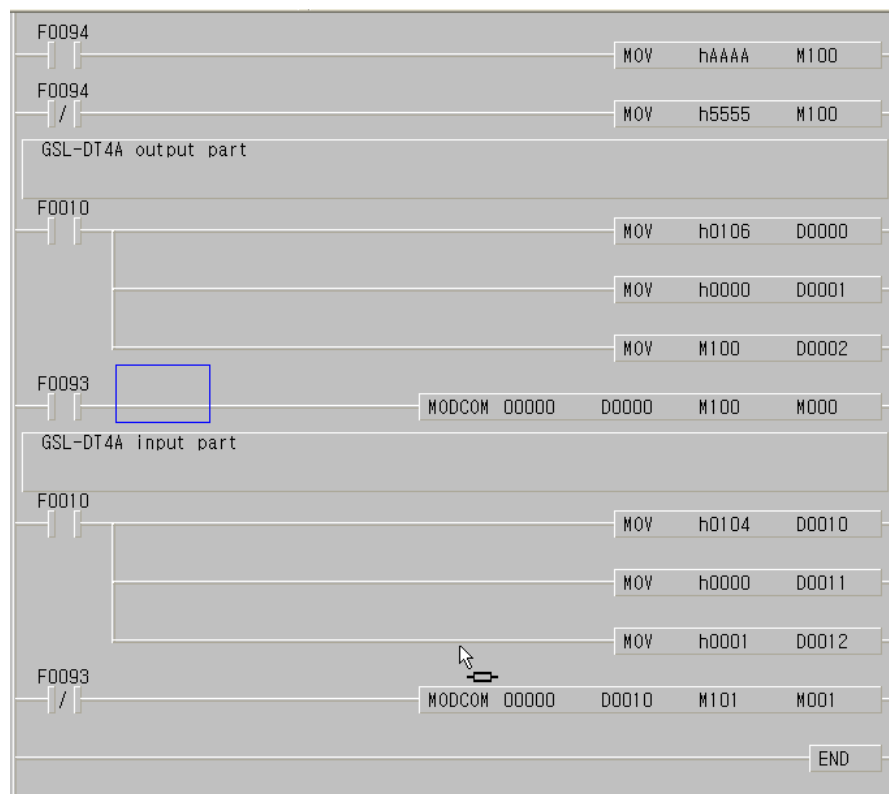 F0094
MOV hAAAA M100
F0094
/
MOV h5555 M100
GSL-DT4A output part
F0010
MOV h0106 D0000
MOV h0000 D0001
MOV M100 D0002
F0093
MODCOM 00000 D0000 M100 M000
GSL-DT4A input part
F0010
MOV h0104 D0010
MOV h0000 D0011
MOV h0001 D0012
F0093
/
MODCOM 00000 D0010 M101 M001
END